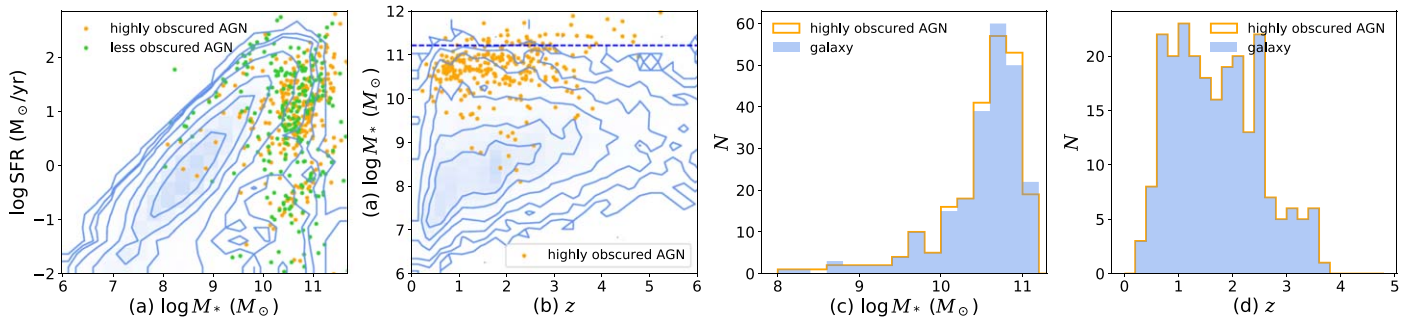 highly obscured AGN
less obscured AGN
log SFR (M⊙/yr)
2
1
0
−1
−2
6 7 8 9 10 11
(a) log M* (M⊙)
12
11
10
9
8
7
6
(a) log M* (M⊙)
highly obscured AGN
0 1 2 3 4 5 6
(b) z
60
50
40
30
20
10
0
N
highly obscured AGN
galaxy
8 9 10 11
(c) log M* (M⊙)
20
15
10
5
0
N
highly obscured AGN
galaxy
0 1 2 3 4 5
(d) z